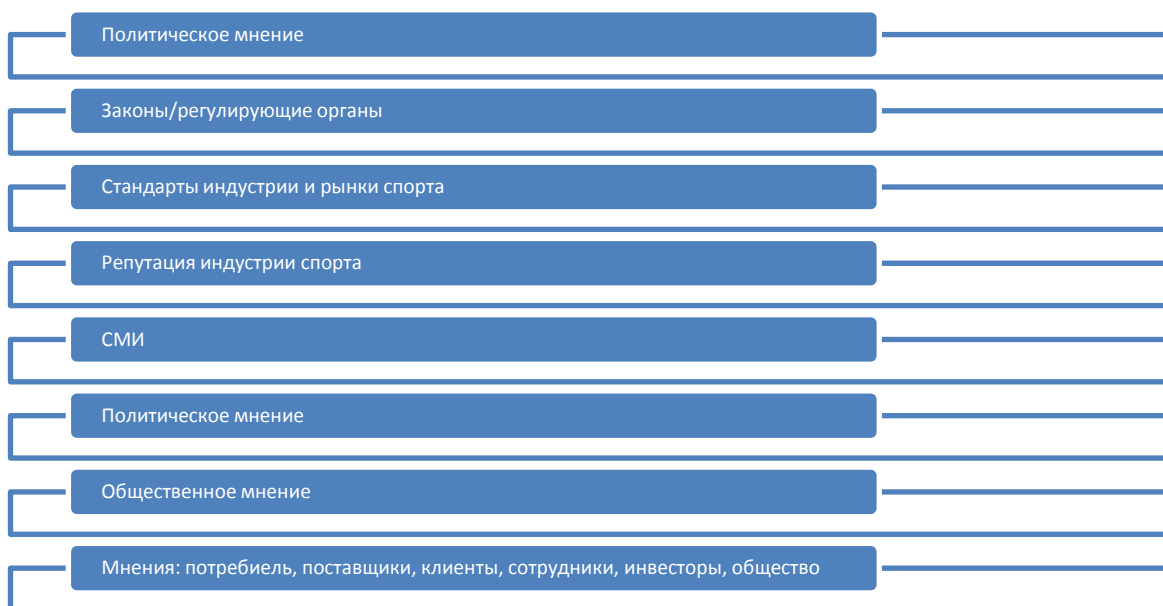 Политическое мнение
Законы/регулирующие органы
Стандарты индустрии и рынки спорта
Репутация индустрии спорта
СМИ
Политическое мнение
Общественное мнение
Мнения: потребиель, поставщики, клиенты, сотрудники, инвесторы, общество